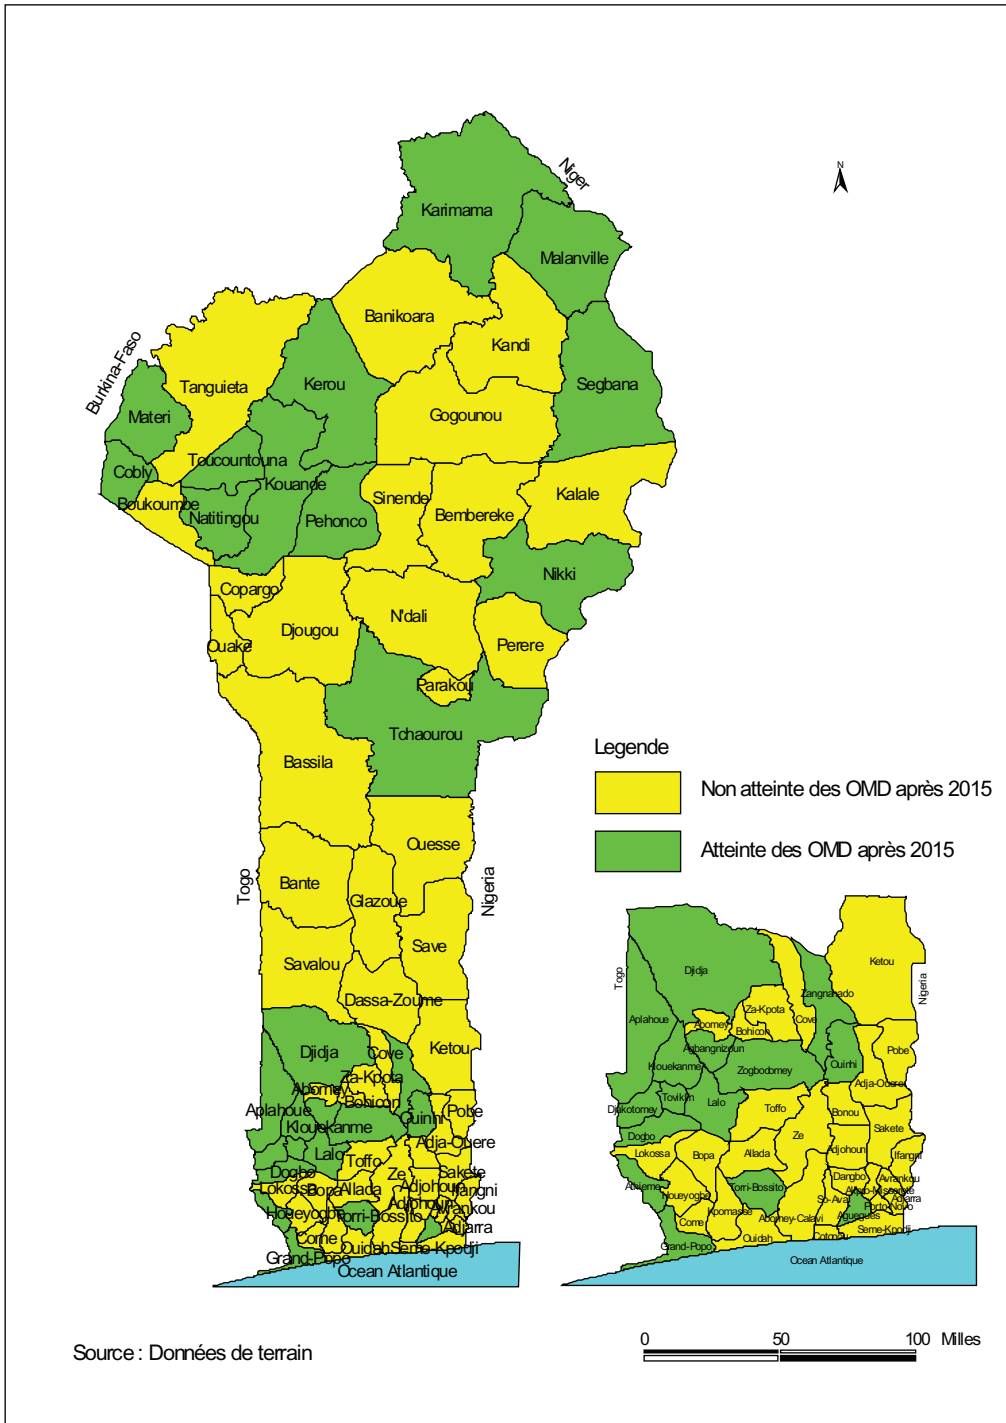 N
Niger
Karimama
Malanville
Banikoara
Kandi
Burkina-Faso
Tanguieta
Kerou
Segbana
Materi
Gogounou
Cobly
Toucountouna
Kouande
Sinende
Kalale
Boukoumbe
Natitingou
Pehonco
Bembereke
Nikki
Copargo
N'dali
Djougou
Ouake
Perere
Parakou
Tchaourou
Bassila
Legende
Non atteinte des OMD après 2015
Atteinte des OMD après 2015
Ouesse
Togo
Bante
Glazoue
Nigeria
Save
Savalou
Dassa-Zoume
Djidja
Cove
Ketou
Za-Kpota
Abomey
Bohicon
Aplahoue
Ouinhi
Pobe
Klouekanme
Adja-Ouere
Lalo
Toffo
Dogbo
Ze
Sakete
Lokossa
Bopa
Allada
Adjohoun
Ifangni
Houeyogbe
Torri-Bossito
Adjohoun
Avrankou
Adjarra
Come
Ouidah
Seme-Kpodji
Grand-Popo
Ocean Atlantique
Togo
Djidja
Ketou
Nigeria
Zangnanado
Za-Kpota
Aplahoue
Abomey
Bohicon
Cove
Agbangnizoun
Klouekanme
Zogbodomey
Ouinhi
Pobe
Adja-Ouere
Toviklin
Lalo
Djakotomey
Toffo
Bonou
Sakete
Dogbo
Ze
Lokossa
Bopa
Allada
Adjohoun
Ifangni
Athieme
Houeyogbe
Torri-Bossito
Dangbo
Avrankou
Akpro-Misserete
Adjarra
So-Ava
Porto-Novo
Come
Kpomasse
Abomey-Calavi
Aguegues
Grand-Popo
Ouidah
Cotonou
Seme-Kpodji
Ocean Atlantique
Source : Données de terrain
0 50 100 Milles